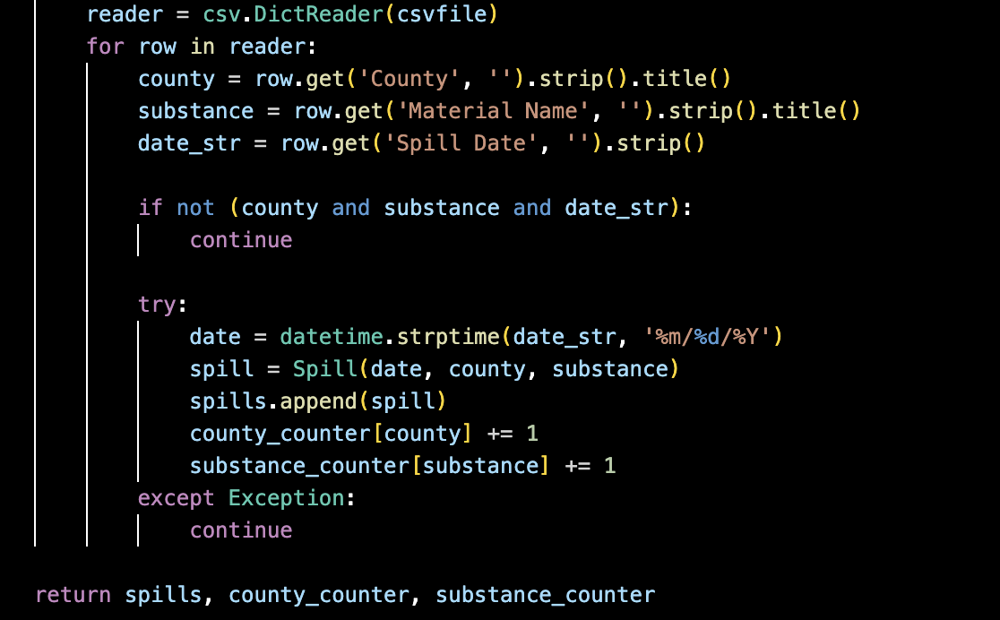 reader = csv.DictReader(csvfile)
for row in reader:
county = row.get('County', '').strip().title()
substance = row.get('Material Name', '').strip().title()
date_str = row.get('Spill Date', '').strip()
if not (county and substance and date_str):
continue
try:
date = datetime.strptime(date_str, '%m/%d/%Y')
spill = Spill(date, county, substance)
spills.append(spill)
county_counter[county] += 1
substance_counter[substance] += 1
except Exception:
continue
return spills, county_counter, substance_counter